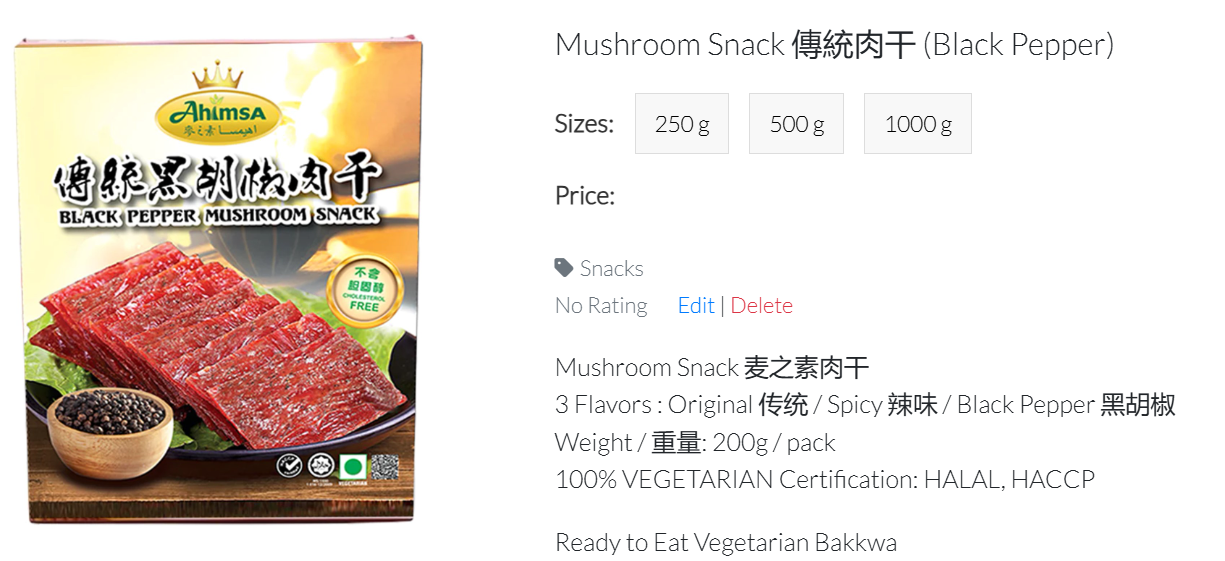 Ahimsa
麥之素 اهيمسا
傳統黑胡椒肉干
BLACK PEPPER MUSHROOM SNACK
不含
胆固醇
CHOLESTEROL
FREE
VEGETARIAN
Mushroom Snack 傳統肉干 (Black Pepper)
Sizes: 250 g 500 g 1000 g
Price:
Snacks
No Rating Edit | Delete
Mushroom Snack 麦之素肉干
3 Flavors : Original 传统 / Spicy 辣味 / Black Pepper 黑胡椒
Weight / 重量: 200g / pack
100% VEGETARIAN Certification: HALAL, HACCP
Ready to Eat Vegetarian Bakkwa